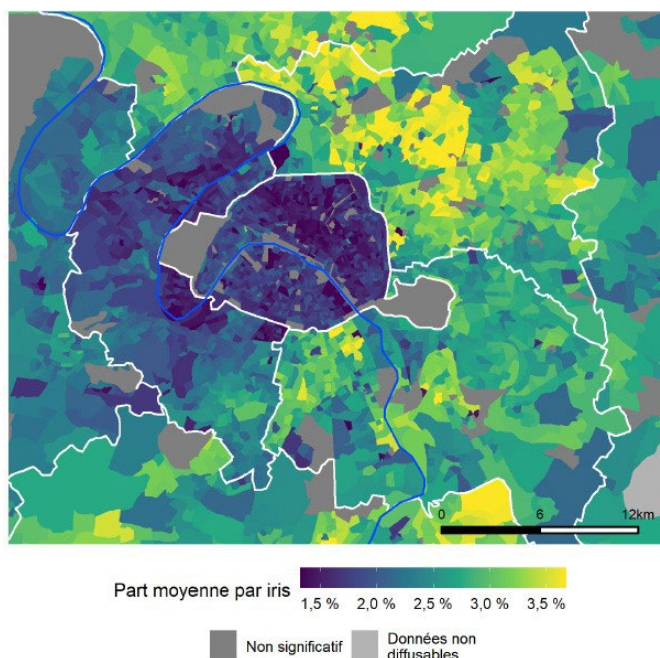 0 6 12km
Part moyenne par iris
1,5 % 2,0 % 2,5 % 3,0 % 3,5 %
Non significatif
Données non
diffusables